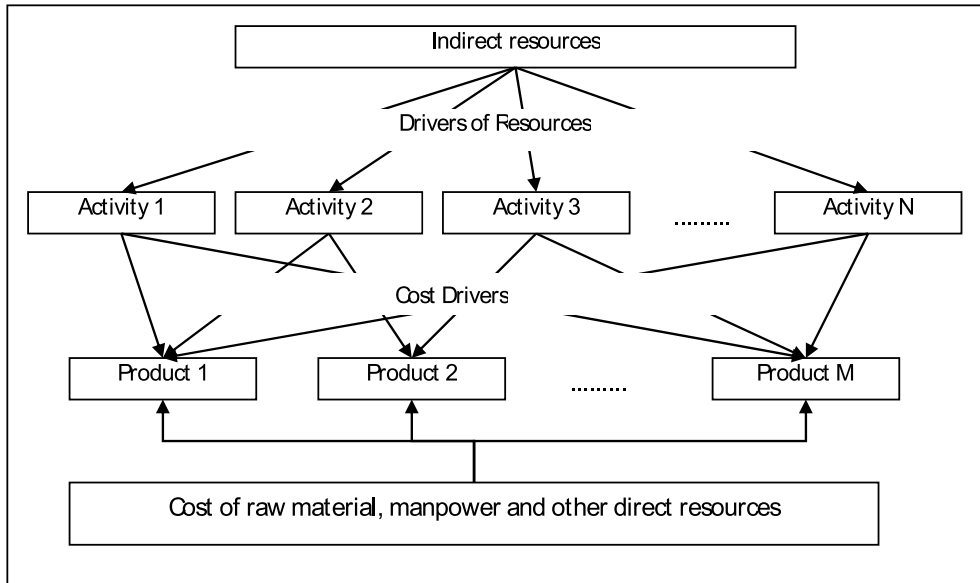 Indirect resources
Drivers of Resources
Activity 1
Activity 2
Activity 3
.........
Activity N
Cost Drivers
Product 1
Product 2
.........
Product M
Cost of raw material, manpower and other direct resources